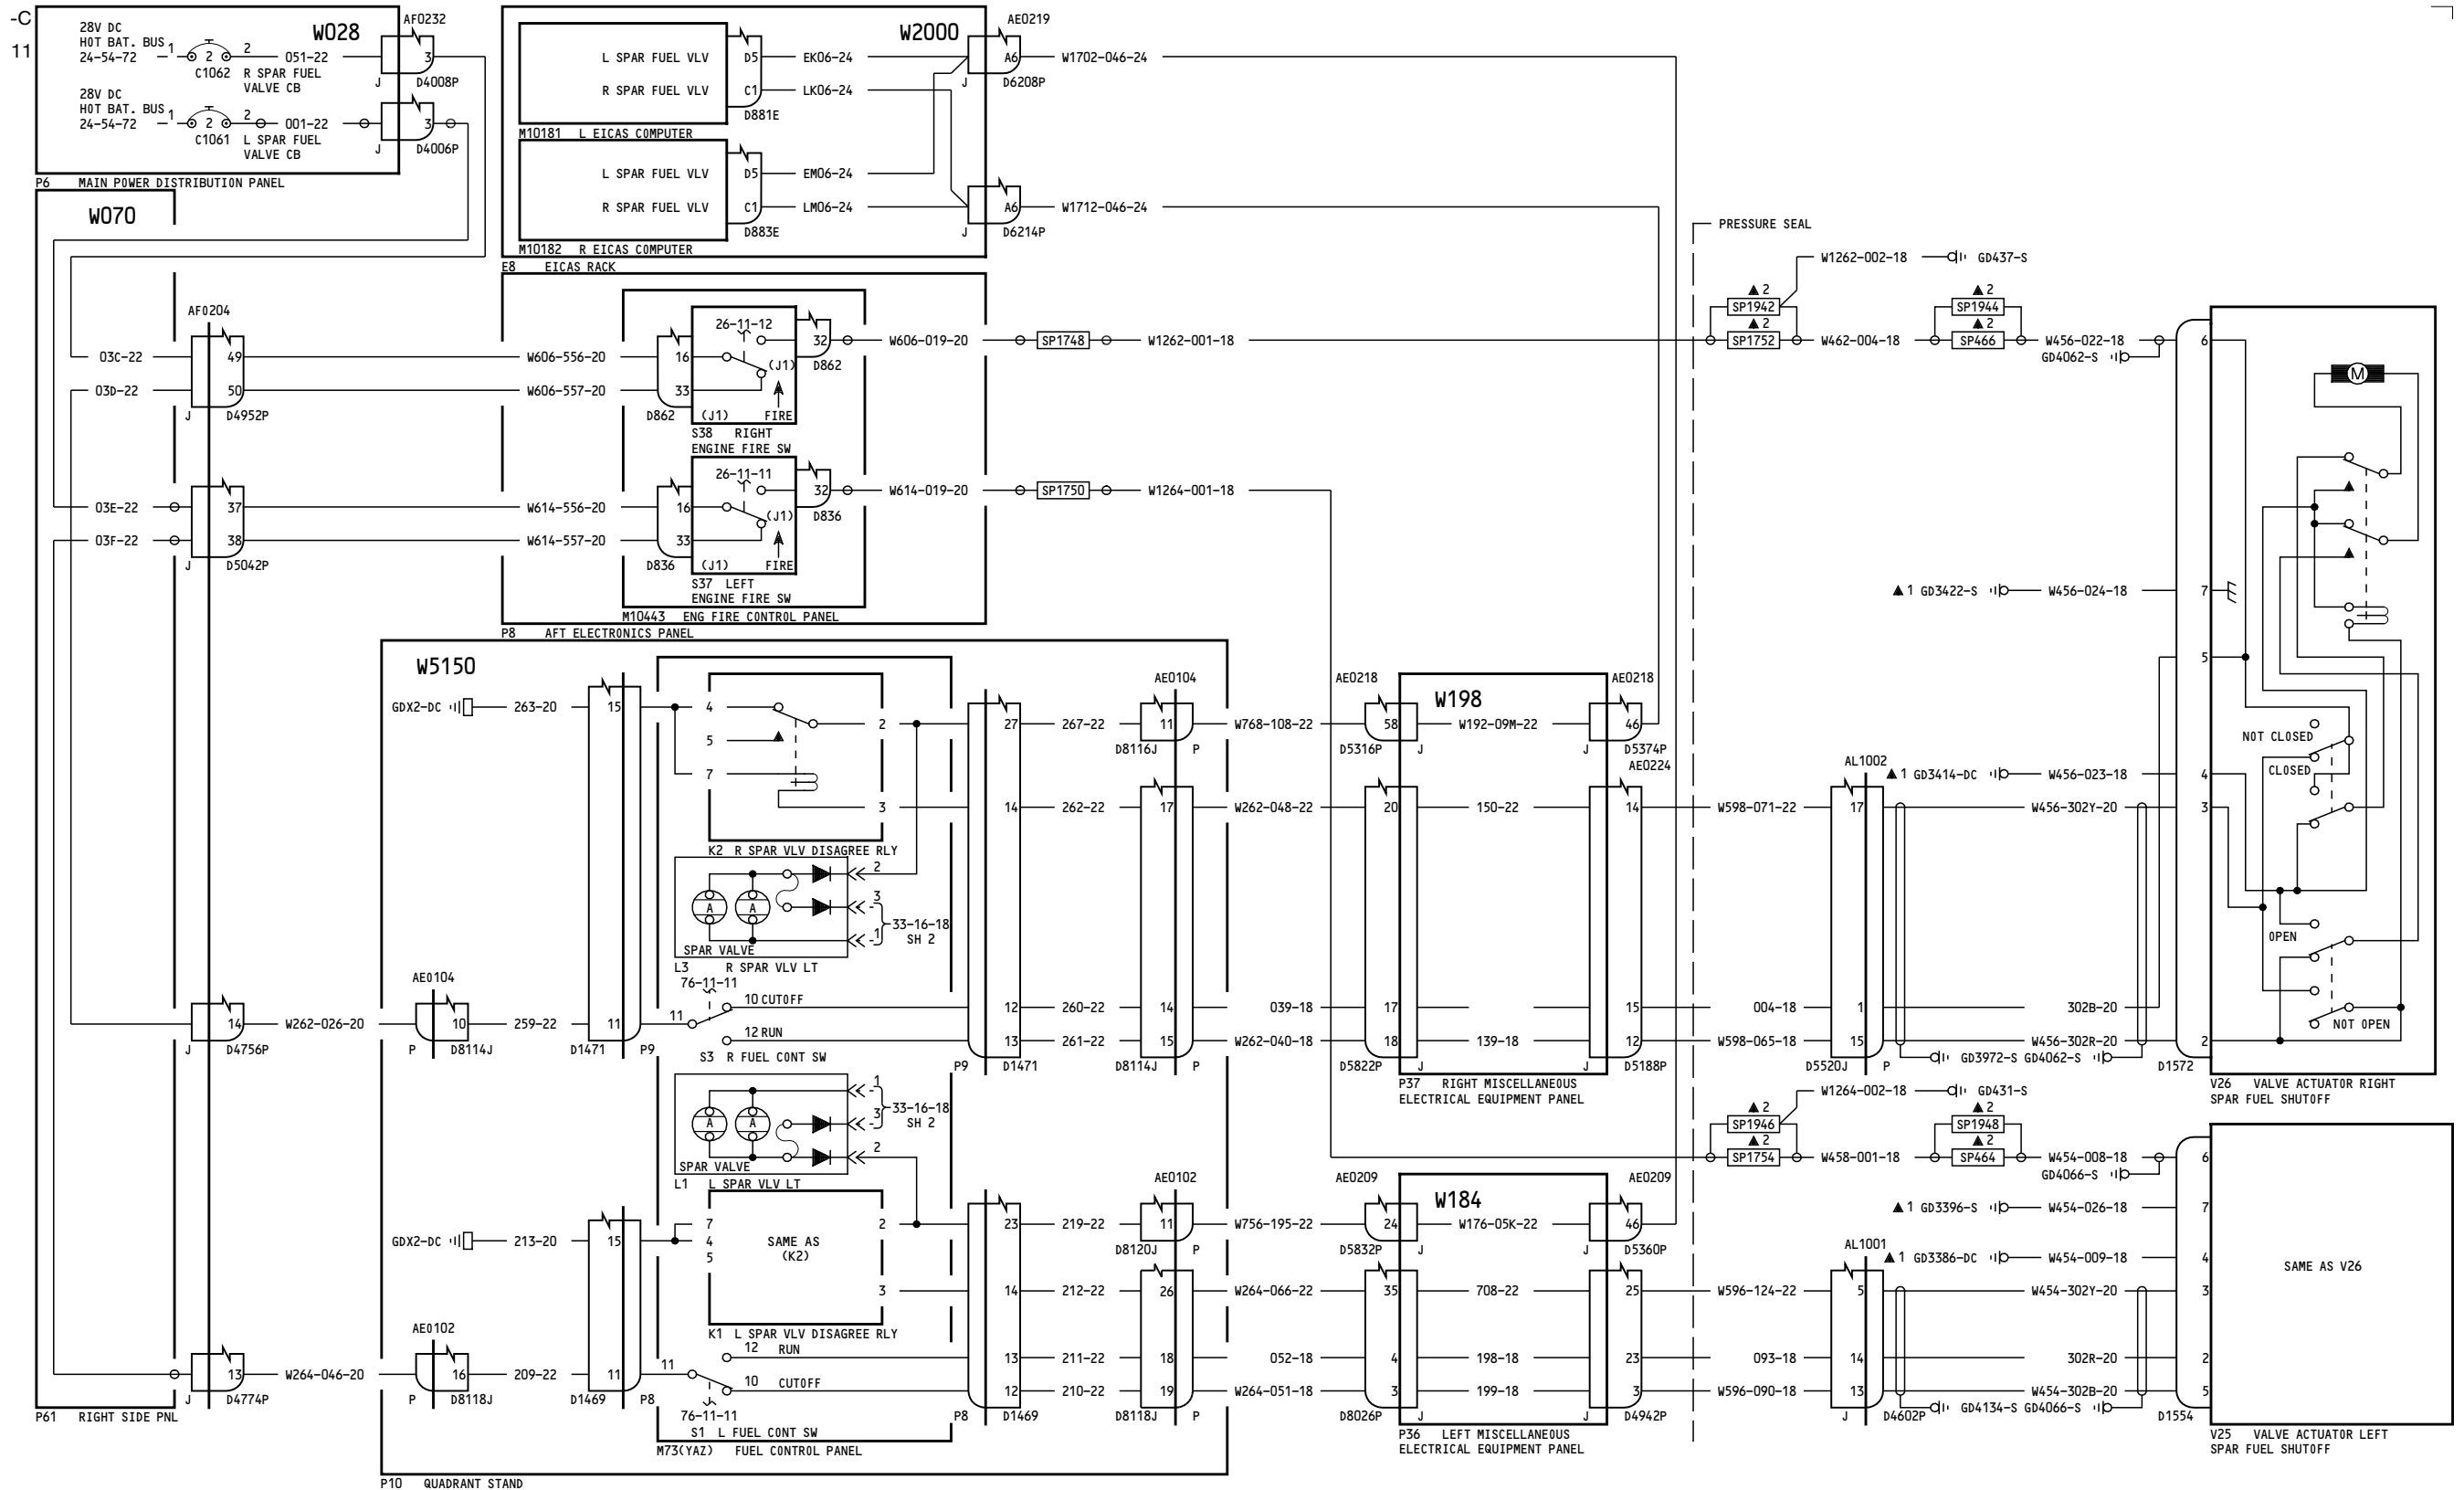 -C
11
W028
28V DC
HOT BAT. BUS
24-54-72
1
2
2
051-22
C1062
R SPAR FUEL
VALVE CB
AF0232
3
J
D4008P
28V DC
HOT BAT. BUS
24-54-72
1
2
2
001-22
C1061
L SPAR FUEL
VALVE CB
3
J
D4006P
P6 MAIN POWER DISTRIBUTION PANEL
W070
W2000
L SPAR FUEL VLV
D5
EK06-24
R SPAR FUEL VLV
C1
LK06-24
D881E
M10181 L EICAS COMPUTER
L SPAR FUEL VLV
D5
EM06-24
R SPAR FUEL VLV
C1
LM06-24
D883E
M10182 R EICAS COMPUTER
E8 EICAS RACK
AE0219
A6
J
D6208P
W1702-046-24
A6
J
D6214P
W1712-046-24
PRESSURE SEAL
AF0204
03C-22
49
03D-22
50
J
D4952P
03E-22
37
03F-22
38
J
D5042P
W606-556-20
W606-557-20
W614-556-20
W614-557-20
26-11-12
16
33
32
(J1)
D862
D862
(J1)
FIRE
S38 RIGHT
ENGINE FIRE SW
26-11-11
16
33
32
(J1)
D836
D836
(J1)
FIRE
S37 LEFT
ENGINE FIRE SW
M10443 ENG FIRE CONTROL PANEL
P8 AFT ELECTRONICS PANEL
W606-019-20
SP1748
W1262-001-18
W614-019-20
SP1750
W1264-001-18
W1262-002-18
GD437-S
▲ 2
SP1942
▲ 2
SP1752
W462-004-18
▲ 2
SP1944
▲ 2
SP466
W456-022-18
GD4062-S
6
M
▲ 1 GD3422-S
W456-024-18
7
5
▲ 1 GD3414-DC
W456-023-18
4
W456-302Y-20
3
302B-20
W456-302R-20
2
GD3972-S GD4062-S
D1572
NOT CLOSED
CLOSED
OPEN
NOT OPEN
V26 VALVE ACTUATOR RIGHT
SPAR FUEL SHUTOFF
W5150
GDX2-DC
263-20
15
4
5
7
2
3
K2 R SPAR VLV DISAGREE RLY
A
A
2
3
1
33-16-18
SH 2
SPAR VALVE
L3 R SPAR VLV LT
76-11-11
11
10 CUTOFF
12 RUN
S3 R FUEL CONT SW
AE0104
14
J
D4756P
W262-026-20
10
P
D8114J
259-22
11
D1471
P9
27
14
12
13
P9
D1471
267-22
262-22
260-22
261-22
AE0104
11
D8116J
P
17
14
15
D8114J
P
W768-108-22
W262-048-22
039-18
W262-040-18
AE0218
58
D5316P
J
20
17
18
D5822P
J
W198
W192-09M-22
150-22
139-18
AE0218
46
J
D5374P
AE0224
14
15
12
J
D5188P
P37 RIGHT MISCELLANEOUS
ELECTRICAL EQUIPMENT PANEL
W598-071-22
004-18
W598-065-18
AL1002
17
1
15
D5520J
P
A
A
1
3
2
33-16-18
SH 2
SPAR VALVE
L1 L SPAR VLV LT
GDX2-DC
213-20
15
7
4
5
SAME AS
(K2)
2
3
K1 L SPAR VLV DISAGREE RLY
12 RUN
11
10 CUTOFF
76-11-11
S1 L FUEL CONT SW
M73(YAZ) FUEL CONTROL PANEL
P10 QUADRANT STAND
13
J
D4774P
W264-046-20
AE0102
16
P
D8118J
209-22
11
D1469
P8
P61 RIGHT SIDE PNL
23
14
13
12
P8
D1469
219-22
212-22
211-22
210-22
AE0102
11
D8120J
P
26
18
19
D8118J
P
W756-195-22
W264-066-22
052-18
W264-051-18
AE0209
24
D5832P
J
35
4
3
D8026P
J
W184
W176-05K-22
708-22
198-18
199-18
AE0209
46
J
D5360P
25
23
3
J
D4942P
P36 LEFT MISCELLANEOUS
ELECTRICAL EQUIPMENT PANEL
W596-124-22
093-18
W596-090-18
AL1001
5
14
13
J
D4602P
W1264-002-18
GD431-S
▲ 2
SP1946
▲ 2
SP1754
W458-001-18
▲ 2
SP1948
▲ 2
SP464
W454-008-18
GD4066-S
6
▲ 1 GD3396-S
W454-026-18
7
▲ 1 GD3386-DC
W454-009-18
4
W454-302Y-20
3
302R-20
2
W454-302B-20
5
GD4134-S GD4066-S
D1554
SAME AS V26
V25 VALVE ACTUATOR LEFT
SPAR FUEL SHUTOFF